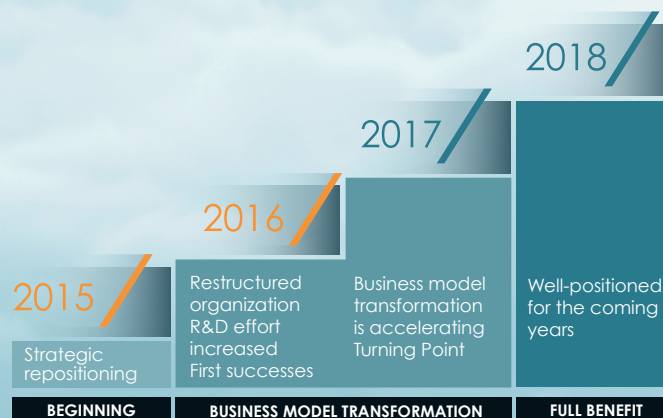 2015
Strategic
repositioning
2016
Restructured
organization
R&D effort
increased
First successes
2017
Business model
transformation
is accelerating
Turning Point
2018
Well-positioned
for the coming
years
BEGINNING
BUSINESS MODEL TRANSFORMATION
FULL BENEFIT